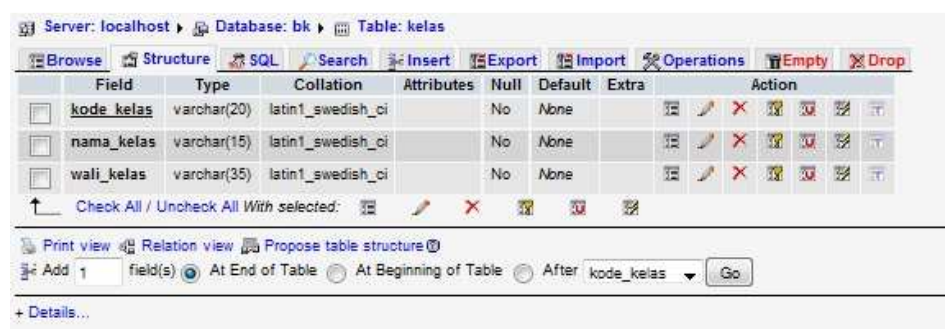 Server: localhost ▸ Database: bk ▸ Table: kelas
Browse Structure SQL Search Insert Export Import Operations Empty Drop
Field Type Collation Attributes Null Default Extra Action
kode_kelas varchar(20) latin1_swedish_ci No None
nama_kelas varchar(15) latin1_swedish_ci No None
wali_kelas varchar(35) latin1_swedish_ci No None
Check All / Uncheck All With selected:
Print view Relation view Propose table structure
Add 1 field(s) At End of Table At Beginning of Table After kode_kelas Go
+ Details...